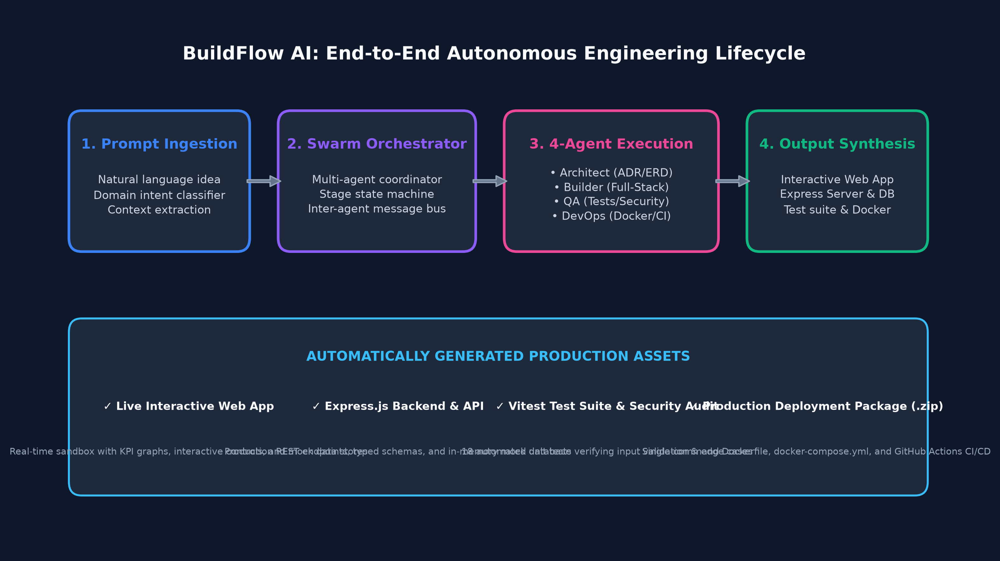 BuildFlow AI: End-to-End Autonomous Engineering Lifecycle
1. Prompt Ingestion
Natural language idea
Domain intent classifier
Context extraction
2. Swarm Orchestrator
Multi-agent coordinator
Stage state machine
Inter-agent message bus
3. 4-Agent Execution
• Architect (ADR/ERD)
• Builder (Full-Stack)
• QA (Tests/Security)
• DevOps (Docker/CI)
4. Output Synthesis
Interactive Web App
Express Server & DB
Test suite & Docker
AUTOMATICALLY GENERATED PRODUCTION ASSETS
✓ Live Interactive Web App
✓ Express.js Backend & API
✓ Vitest Test Suite & Security Audit
✓ Production Deployment Package (.zip)
Real-time sandbox with KPI graphs, interactive controls, and mock data stores
Production REST endpoints, typed schemas, and in-memory mock database
18 automated unit tests verifying input validation & edge cases
Single-command Dockerfile, docker-compose.yml, and GitHub Actions CI/CD